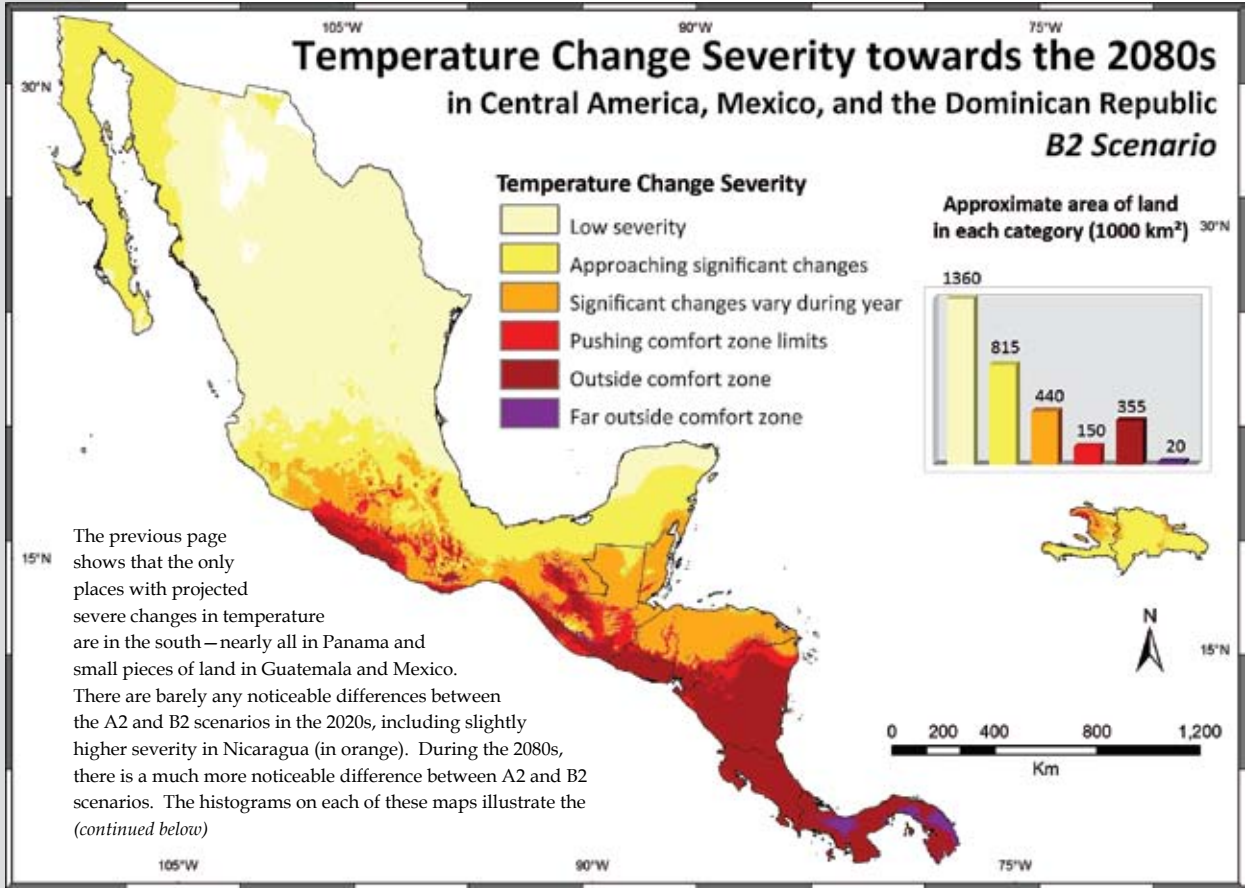 105°W
90°W
75°W
Temperature Change Severity towards the 2080s
30°N
in Central America, Mexico, and the Dominican Republic
B2 Scenario
Temperature Change Severity
Low severity
Approaching significant changes
Significant changes vary during year
Pushing comfort zone limits
Outside comfort zone
Far outside comfort zone
Approximate area of land
in each category (1000 km²)
30°N
1360
815
440
150
355
20
15°N
The previous page
shows that the only
places with projected
severe changes in temperature
are in the south—nearly all in Panama and
small pieces of land in Guatemala and Mexico.
There are barely any noticeable differences between
the A2 and B2 scenarios in the 2020s, including slightly
higher severity in Nicaragua (in orange). During the 2080s,
there is a much more noticeable difference between A2 and B2
scenarios. The histograms on each of these maps illustrate the
(continued below)
N
15°N
0 200 400 800 1,200
Km
105°W
90°W
75°W